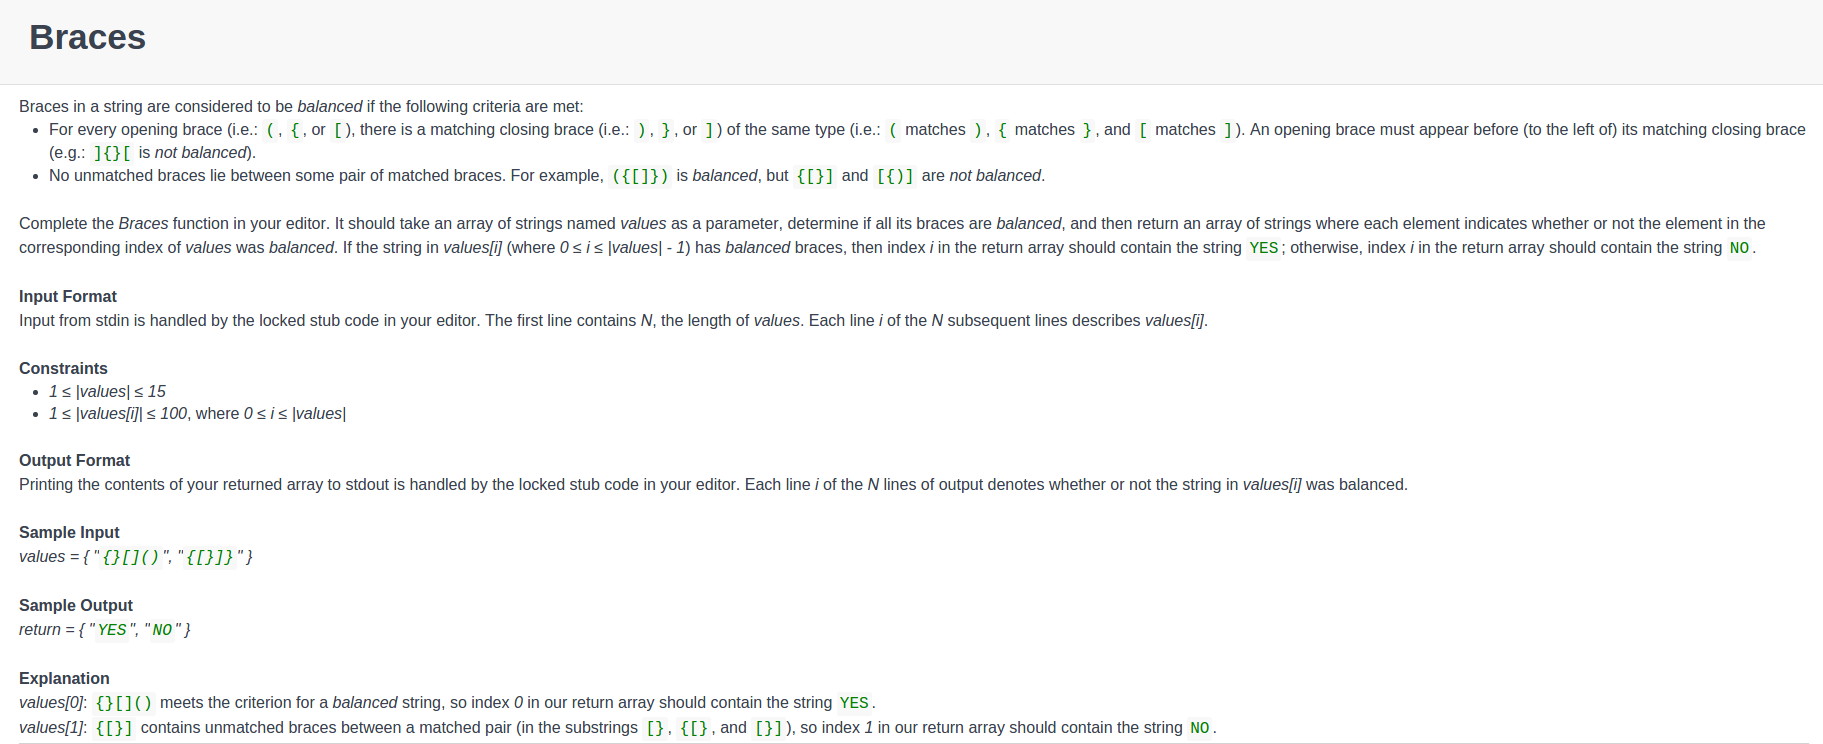 Braces
Braces in a string are considered to be balanced if the following criteria are met:
• For every opening brace (i.e.: (, {, or [), there is a matching closing brace (i.e.: ), }, or ]) of the same type (i.e.: ( matches ), { matches }, and [ matches ]). An opening brace must appear before (to the left of) its matching closing brace
(e.g.: ]{}[ is not balanced).
• No unmatched braces lie between some pair of matched braces. For example, ({[]}) is balanced, but {[}] and [{)] are not balanced.
Complete the Braces function in your editor. It should take an array of strings named values as a parameter, determine if all its braces are balanced, and then return an array of strings where each element indicates whether or not the element in the
corresponding index of values was balanced. If the string in values[i] (where 0 ≤ i ≤ |values| - 1) has balanced braces, then index i in the return array should contain the string YES; otherwise, index i in the return array should contain the string NO.
Input Format
Input from stdin is handled by the locked stub code in your editor. The first line contains N, the length of values. Each line i of the N subsequent lines describes values[i].
Constraints
• 1 ≤ |values| ≤ 15
• 1 ≤ |values[i]| ≤ 100, where 0 ≤ i ≤ |values|
Output Format
Printing the contents of your returned array to stdout is handled by the locked stub code in your editor. Each line i of the N lines of output denotes whether or not the string in values[i] was balanced.
Sample Input
values = { "{}[]()", "{[}]}" }
Sample Output
return = { "YES", "NO" }
Explanation
values[0]: {}[]() meets the criterion for a balanced string, so index 0 in our return array should contain the string YES.
values[1]: {[}] contains unmatched braces between a matched pair (in the substrings [}, {[}, and [}]), so index 1 in our return array should contain the string NO.